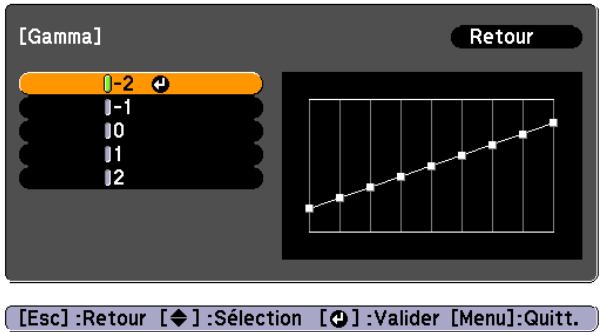 [Gamma]
Retour
-2
-1
0
1
2
[Esc] :Retour [◆] :Sélection [↵] :Valider [Menu]:Quitt.